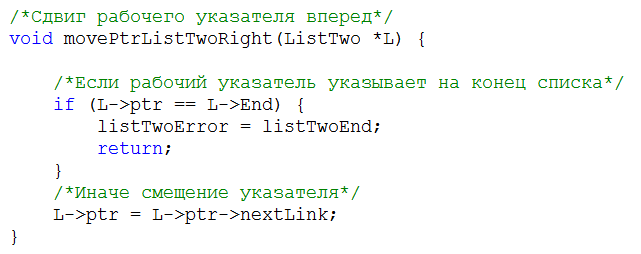 /*Сдвиг рабочего указателя вперед*/
void movePtrListTwoRight(ListTwo *L) {
/*Если рабочий указатель указывает на конец списка*/
if (L->ptr == L->End) {
listTwoError = listTwoEnd;
return;
}
/*Иначе смещение указателя*/
L->ptr = L->ptr->nextLink;
}